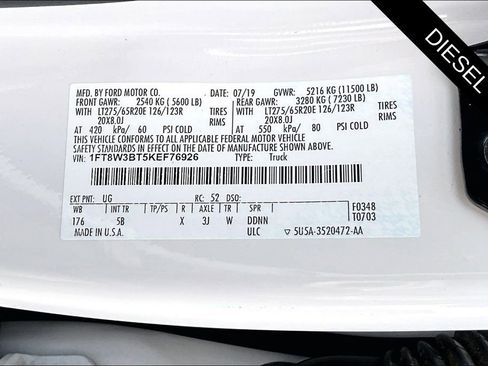 DIESEL
MFD. BY FORD MOTOR CO. 07/19 GVWR: 5216 KG (11500 LB)
FRONT GAWR: 2540 KG ( 5600 LB) REAR GAWR: 3280 KG ( 7230 LB)
WITH LT275/65R20E 126/123R TIRES WITH LT275/65R20E 126/123R TIRES
20X8.0J RIMS 20X8.0J RIMS
AT 420 kPa/ 60 PSI COLD AT 550 kPa/ 80 PSI COLD
THIS VEHICLE CONFORMS TO ALL APPLICABLE FEDERAL MOTOR VEHICLE
SAFETY STANDARDS IN EFFECT ON THE DATE OF MANUFACTURE SHOWN ABOVE.
VIN: 1FT8W3BT5KEF76926 TYPE: Truck
EXT PNT: UG RC: 52 DSO:
TB INT TR TP/PS R AXLE TR SPR F0348
176 5B X 3J W DDNN T0703
MADE IN U.S.A. ULC ▽ 5U5A-3520472-AA